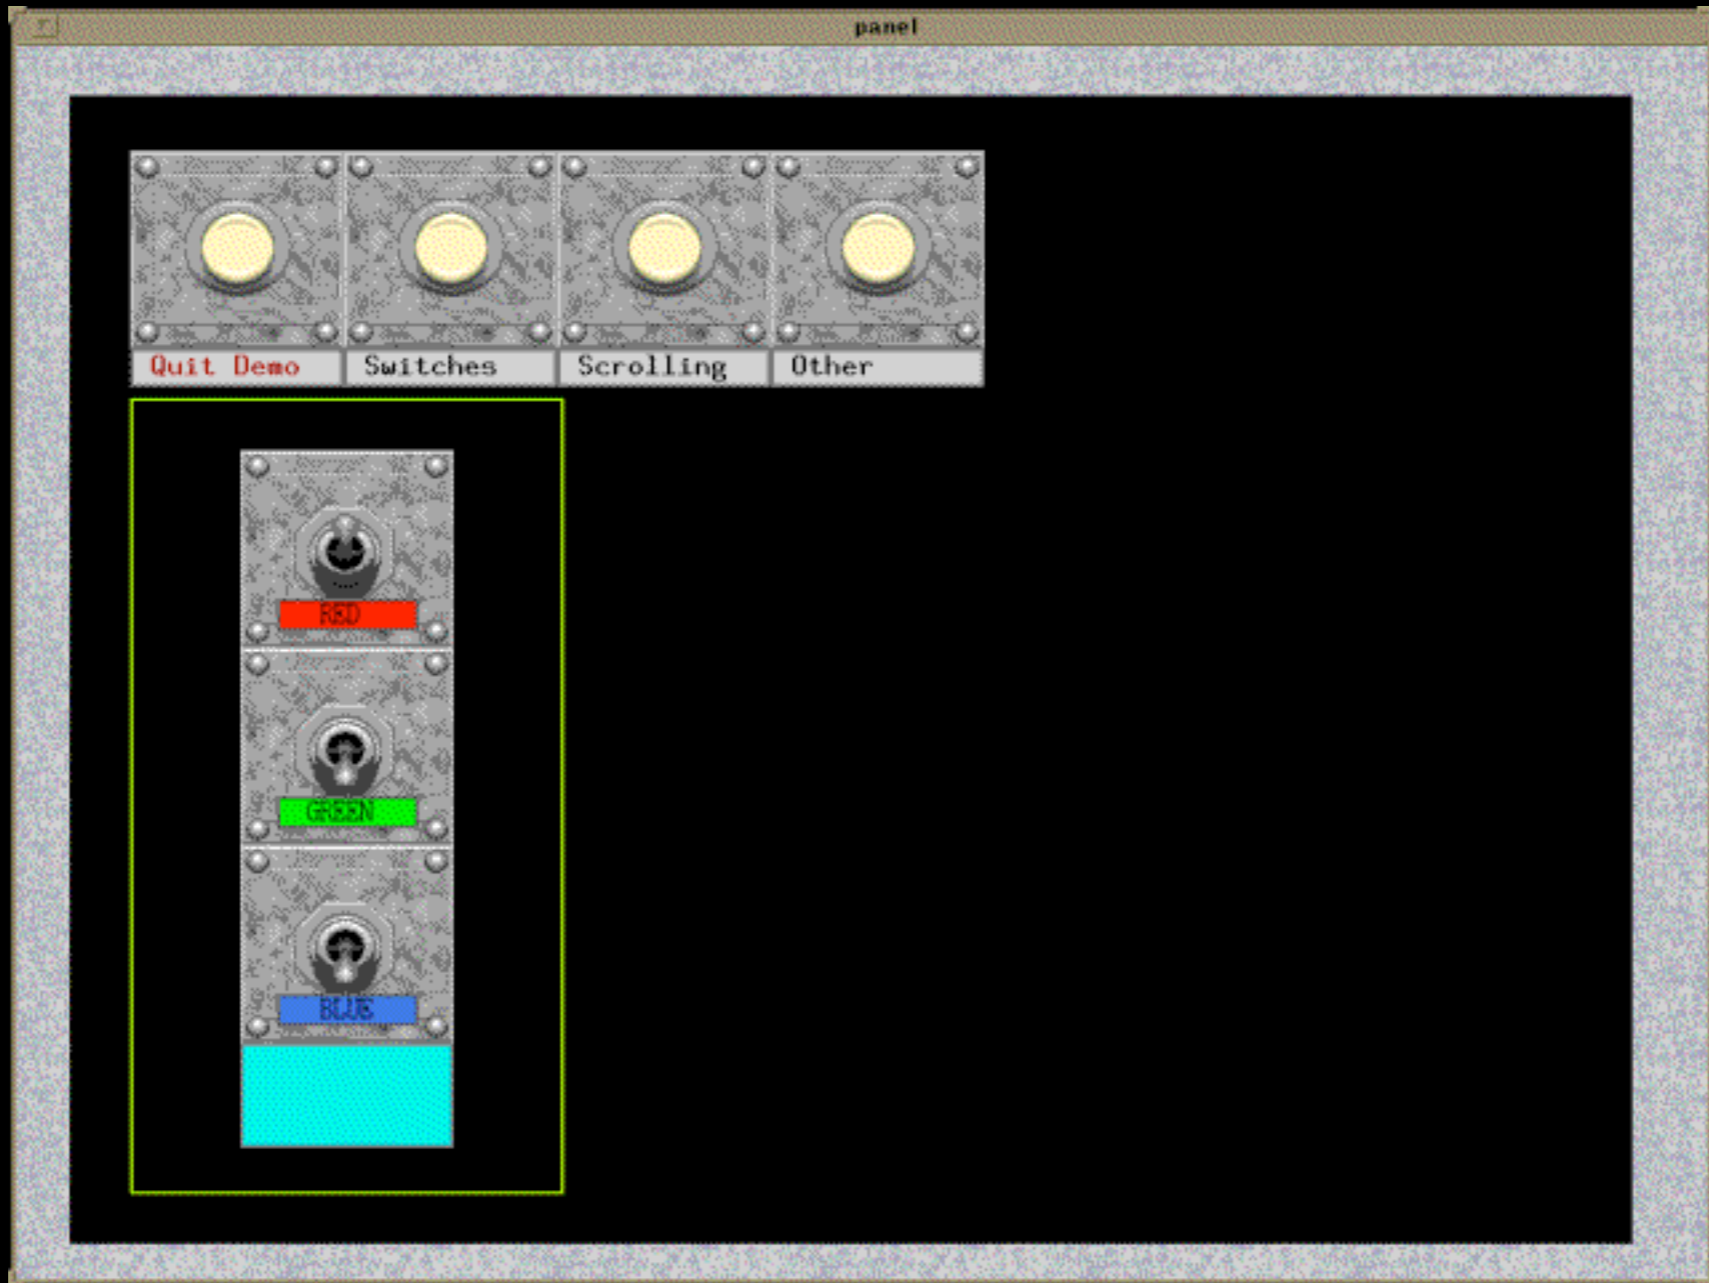 panel
Quit Demo
Switches
Scrolling
Other
RED
GREEN
BLUE